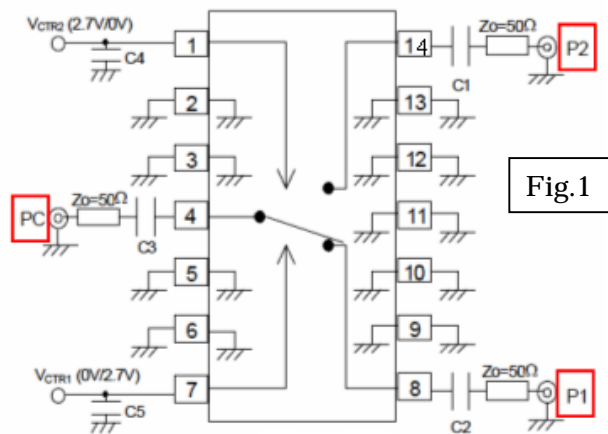 VCTR2 (2.7V/0V)
C4
1
2
3
Zo=50Ω
PC
C3
4
5
6
VCTR1 (0V/2.7V)
C5
7
14
C1
Zo=50Ω
P2
13
12
11
10
9
8
C2
Zo=50Ω
P1
Fig.1